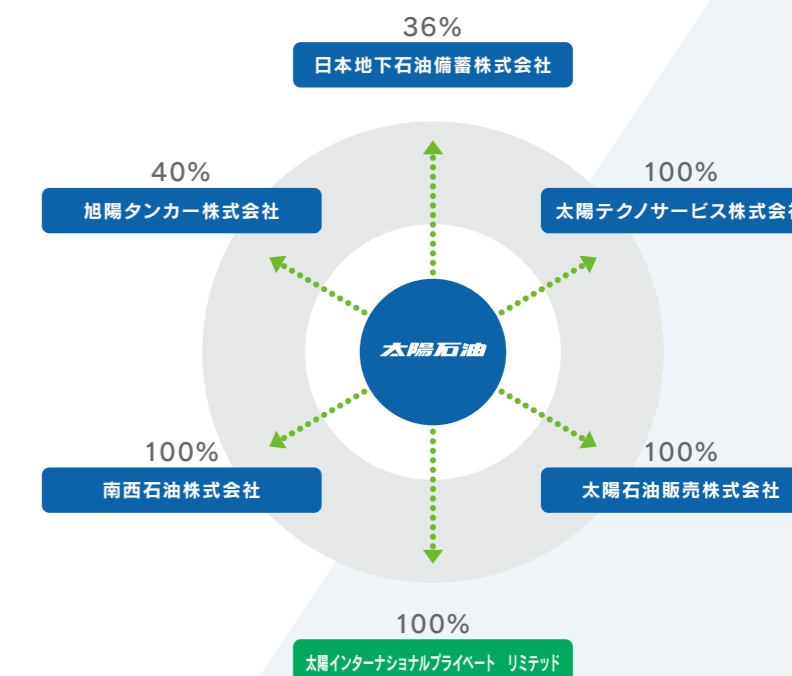 36%
日本地下石油備蓄株式会社
40%
旭陽タンカー株式会社
100%
太陽テクノサービス株式会社
太陽石油
100%
南西石油株式会社
100%
太陽石油販売株式会社
100%
太陽インターナショナルプライベート リミテッド